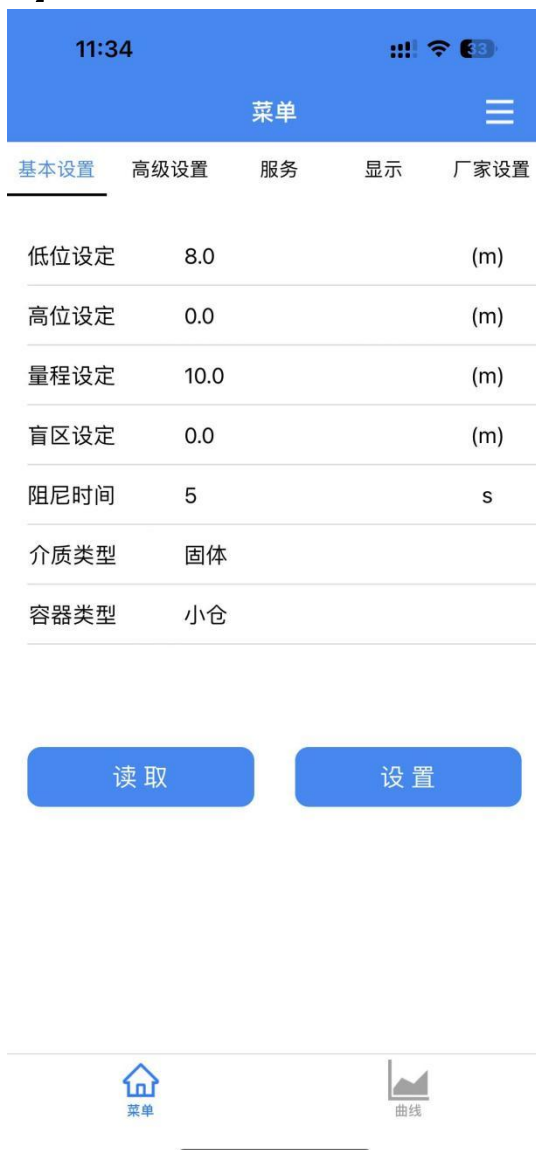 11:34 33
菜单
基本设置 高级设置 服务 显示 厂家设置
低位设定 8.0 (m)
高位设定 0.0 (m)
量程设定 10.0 (m)
盲区设定 0.0 (m)
阻尼时间 5 s
介质类型 固体
容器类型 小仓
读取 设置
菜单 曲线